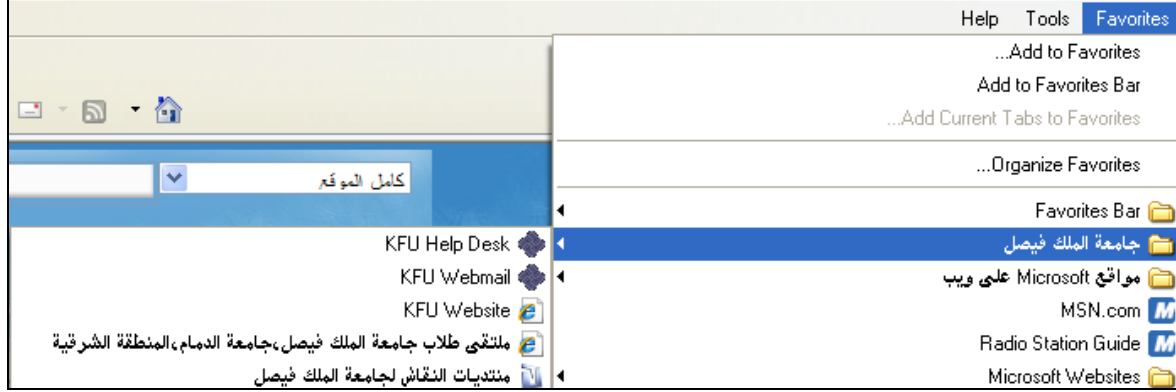 Favorites Tools Help
Add to Favorites...
Add to Favorites Bar
Add Current Tabs to Favorites...
Organize Favorites...
Favorites Bar
جامعة الملك فيصل
مواقع Microsoft على ويب
MSN.com
Radio Station Guide
Microsoft Websites
كامل الموقع
KFU Help Desk
KFU Webmail
KFU Website
ملتقى طلاب جامعة الملك فيصل،جامعة الدمام،المنطقة الشرقية
منتديات النقاش لجامعة الملك فيصل